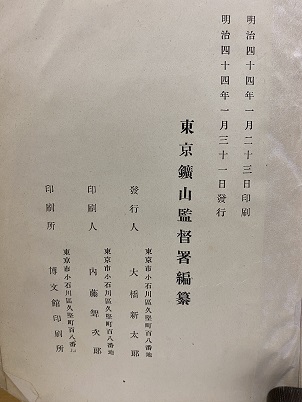 明治四十四年一月二十三日印刷
明治四十四年一月三十一日發行
東京鑛山監督署編纂
東京市小石川區久堅町百八番地
發行人 大橋新太郎
東京市小石川區久堅町百八番地
印刷人 內藤智次郎
東京市小石川區久堅町百八番地
印刷所 博文館印刷所